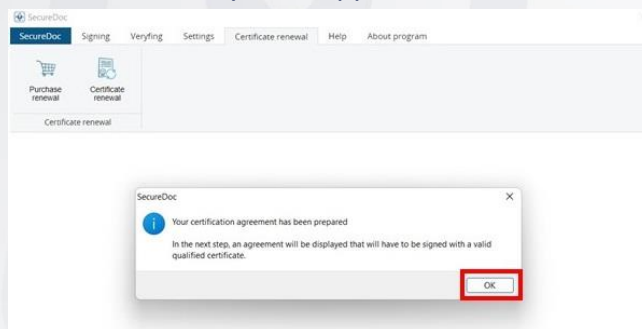 SecureDoc
SecureDoc Signing Veryfing Settings Certificate renewal Help About program
Purchase renewal
Certificate renewal
Certificate renewal
SecureDoc
Your certification agreement has been prepared
In the next step, an agreement will be displayed that will have to be signed with a valid
qualified certificate.
OK